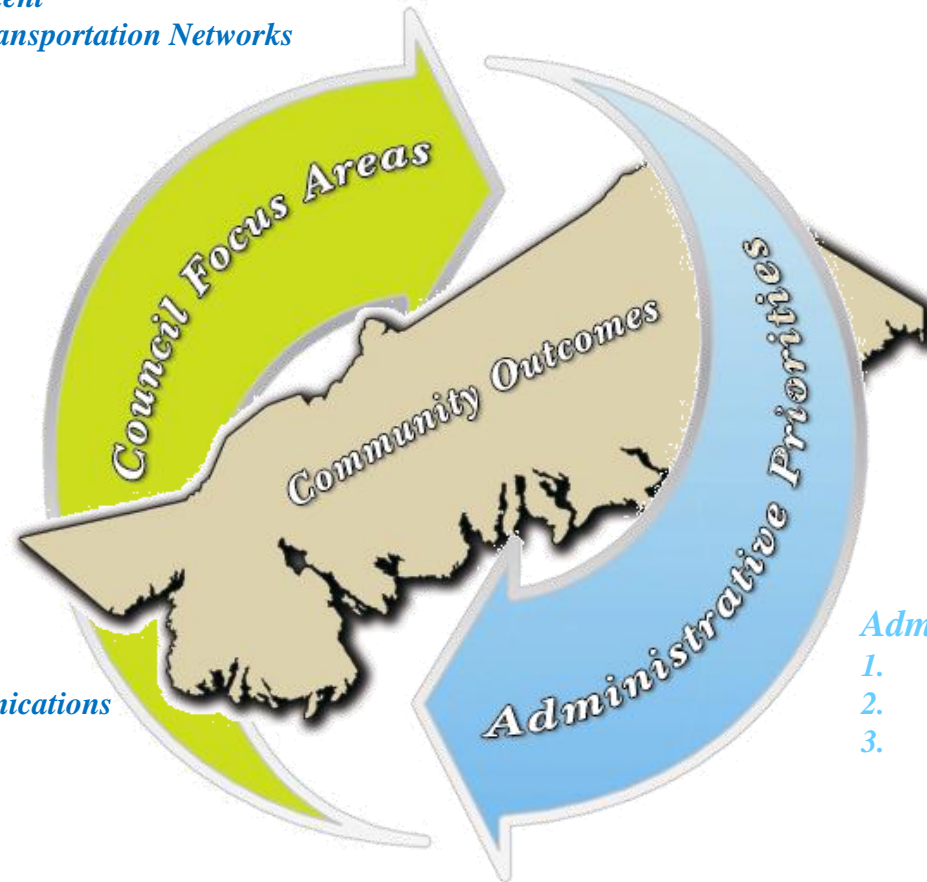 ansportation Networks
Council Focus Areas
Community Outcomes
Administrative Priorities
nications
Adm
1.
2.
3.